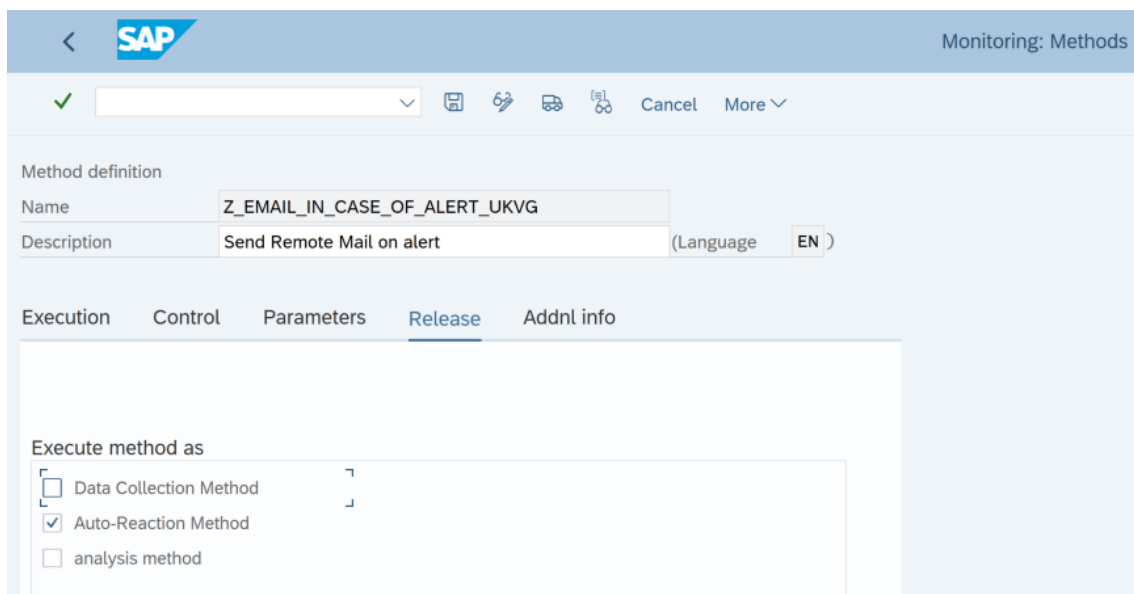 SAP Monitoring: Methods
Cancel More
Method definition
Name Z_EMAIL_IN_CASE_OF_ALERT_UKVG
Description Send Remote Mail on alert (Language EN )
Execution Control Parameters Release Addnl info
Execute method as
Data Collection Method
Auto-Reaction Method
analysis method